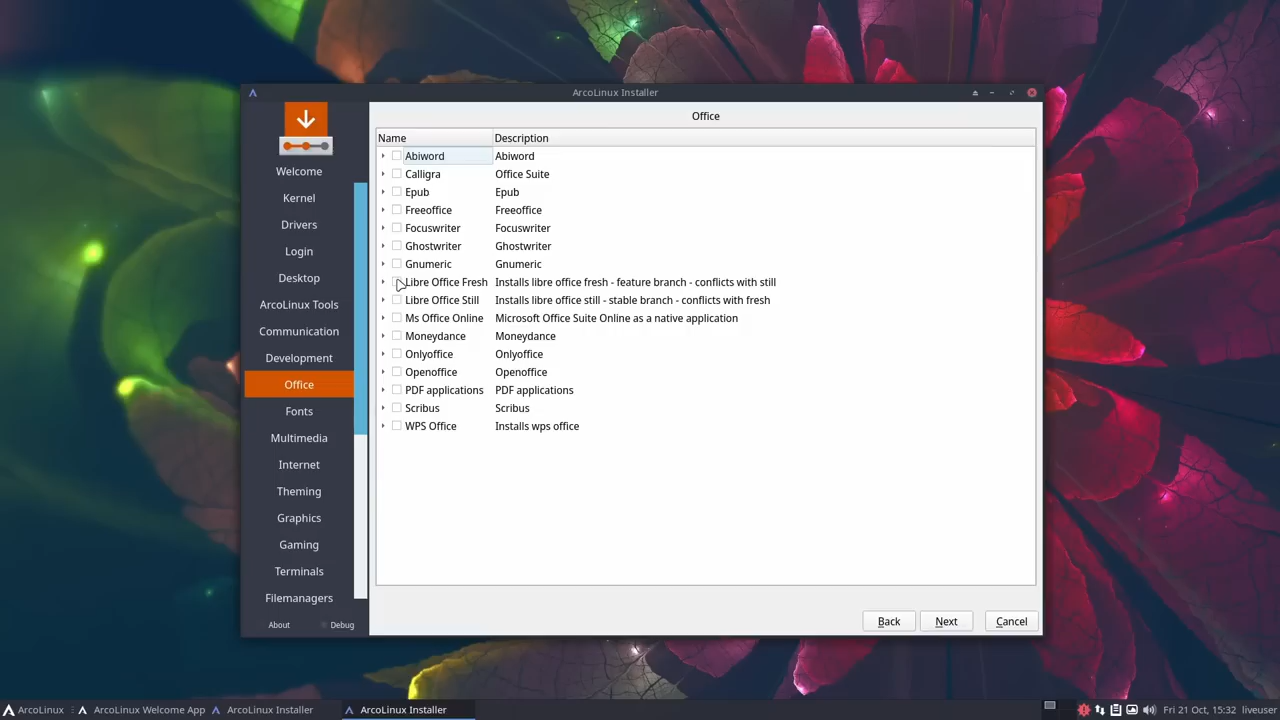 ArcoLinux Installer
Office
Name Description
Abiword Abiword
Calligra Office Suite
Epub Epub
Freeoffice Freeoffice
Focuswriter Focuswriter
Ghostwriter Ghostwriter
Gnumeric Gnumeric
Libre Office Fresh Installs libre office fresh - feature branch - conflicts with still
Libre Office Still Installs libre office still - stable branch - conflicts with fresh
Ms Office Online Microsoft Office Suite Online as a native application
Moneydance Moneydance
Onlyoffice Onlyoffice
Openoffice Openoffice
PDF applications PDF applications
Scribus Scribus
WPS Office Installs wps office
Welcome
Kernel
Drivers
Login
Desktop
ArcoLinux Tools
Communication
Development
Office
Fonts
Multimedia
Internet
Theming
Graphics
Gaming
Terminals
Filemanagers
About Debug
Back Next Cancel
ArcoLinux ArcoLinux Welcome App ArcoLinux Installer ArcoLinux Installer Fri 21 Oct, 15:32 liveuser